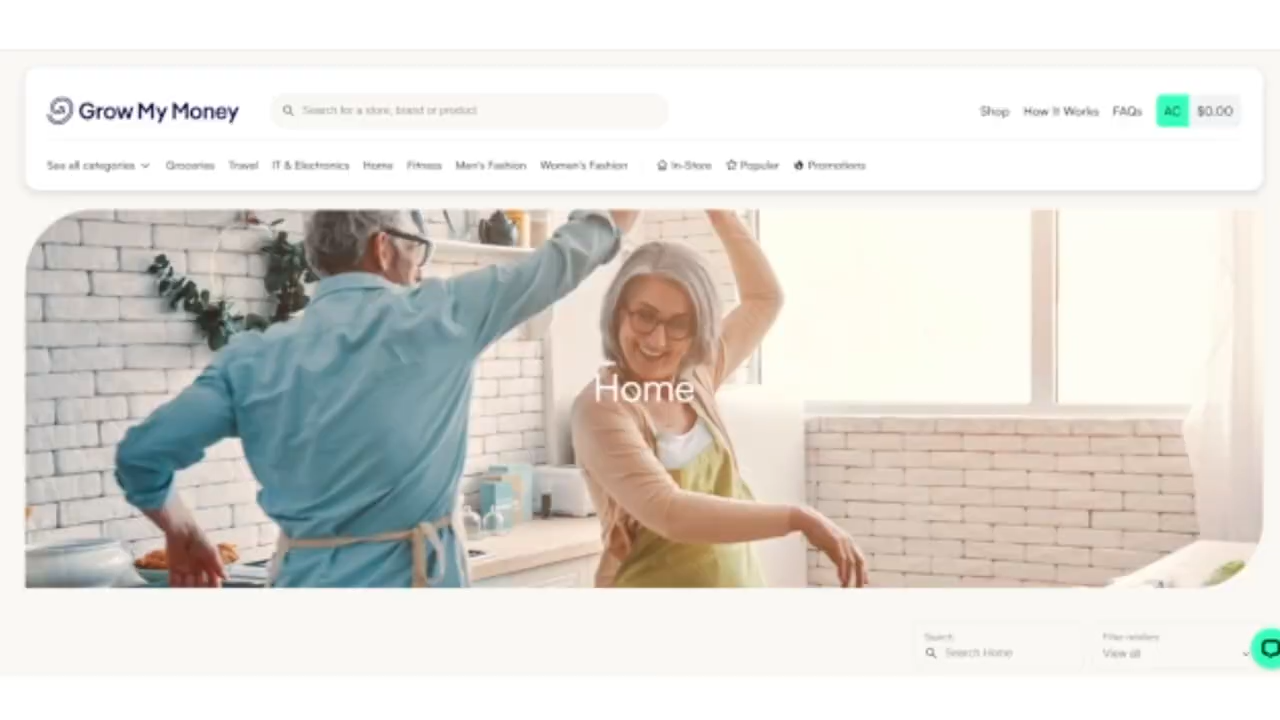 Grow My Money
Search for a store, brand or product
Shop How It Works FAQs AC $0.00
See all categories Groceries Travel IT & Electronics Home Fitness Men's Fashion Women's Fashion In-Store Popular Promotions
Home
Search Filter retailers
Search Home View all